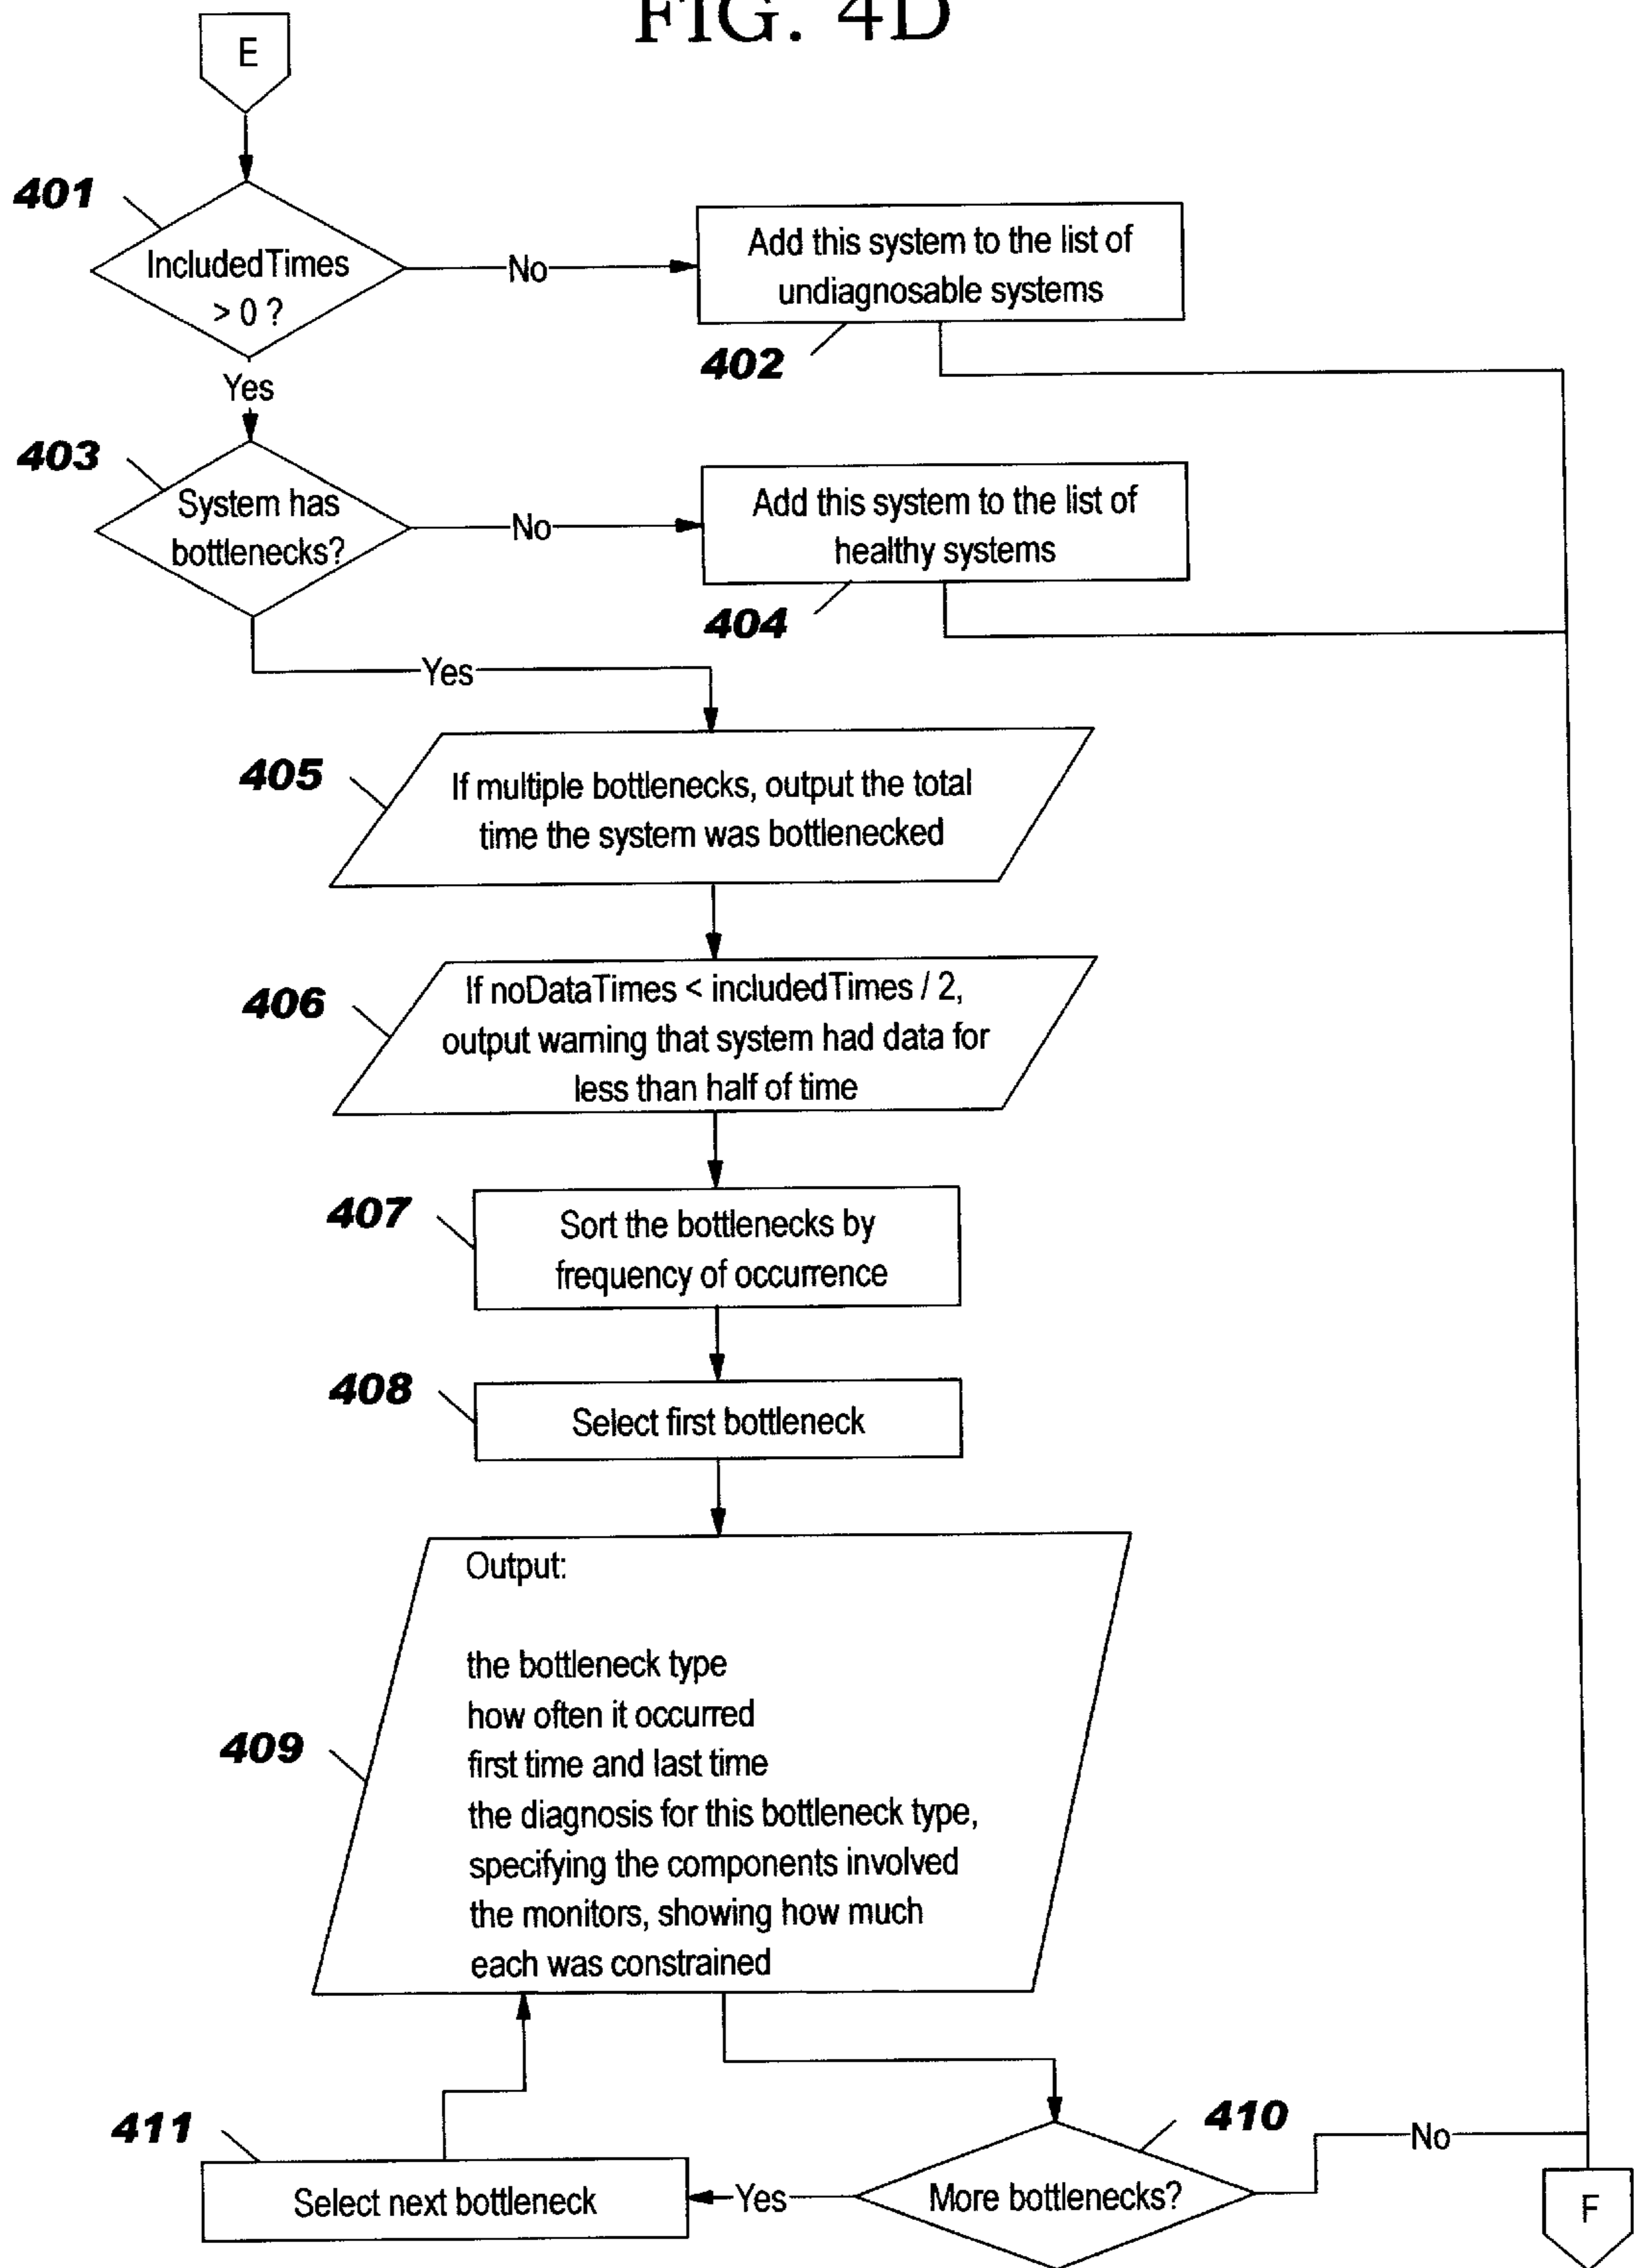 FIG. 4D
E
401
IncludedTimes
> 0 ?
No
Add this system to the list of
undiagnosable systems
402
Yes
403
System has
bottlenecks?
No
Add this system to the list of
healthy systems
404
Yes
405
If multiple bottlenecks, output the total
time the system was bottlenecked
406
If noDataTimes < includedTimes / 2,
output warning that system had data for
less than half of time
407
Sort the bottlenecks by
frequency of occurrence
408
Select first bottleneck
409
Output:
the bottleneck type
how often it occurred
first time and last time
the diagnosis for this bottleneck type,
specifying the components involved
the monitors, showing how much
each was constrained
410
More bottlenecks?
No
Yes
411
Select next bottleneck
F